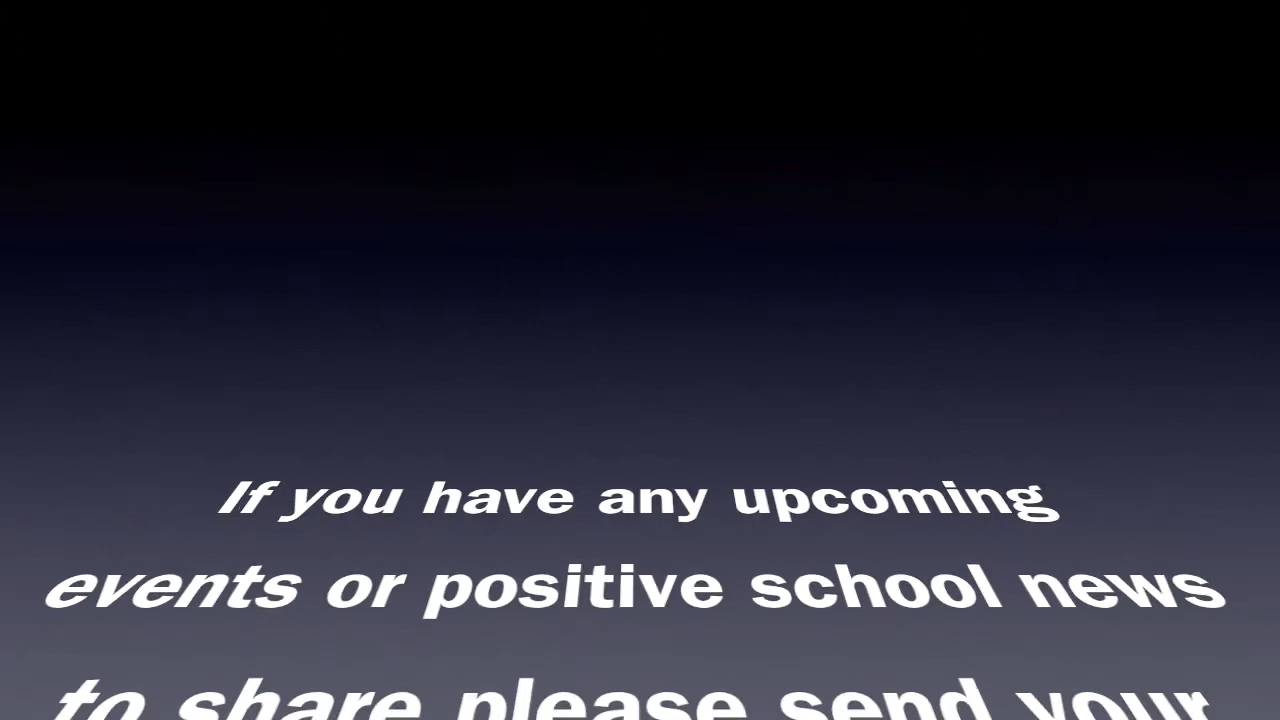 If you have any upcoming
events or positive school news
to share please send your